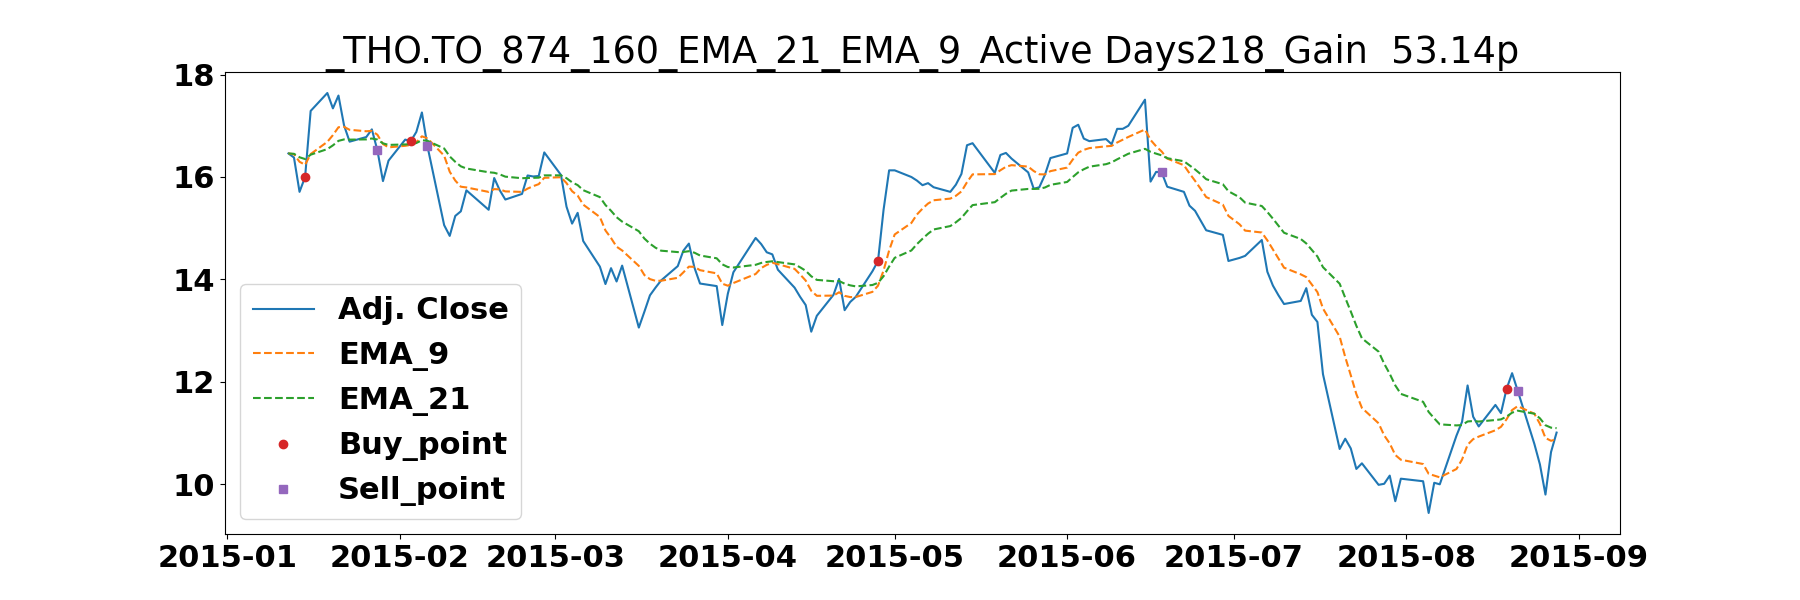 _THO.TO_874_160_EMA_21_EMA_9_Active Days218_Gain  53.14p
18
16
14
12
10
Adj. Close
EMA_9
EMA_21
Buy_point
Sell_point
2015-01 2015-02 2015-03 2015-04 2015-05 2015-06 2015-07 2015-08 2015-09